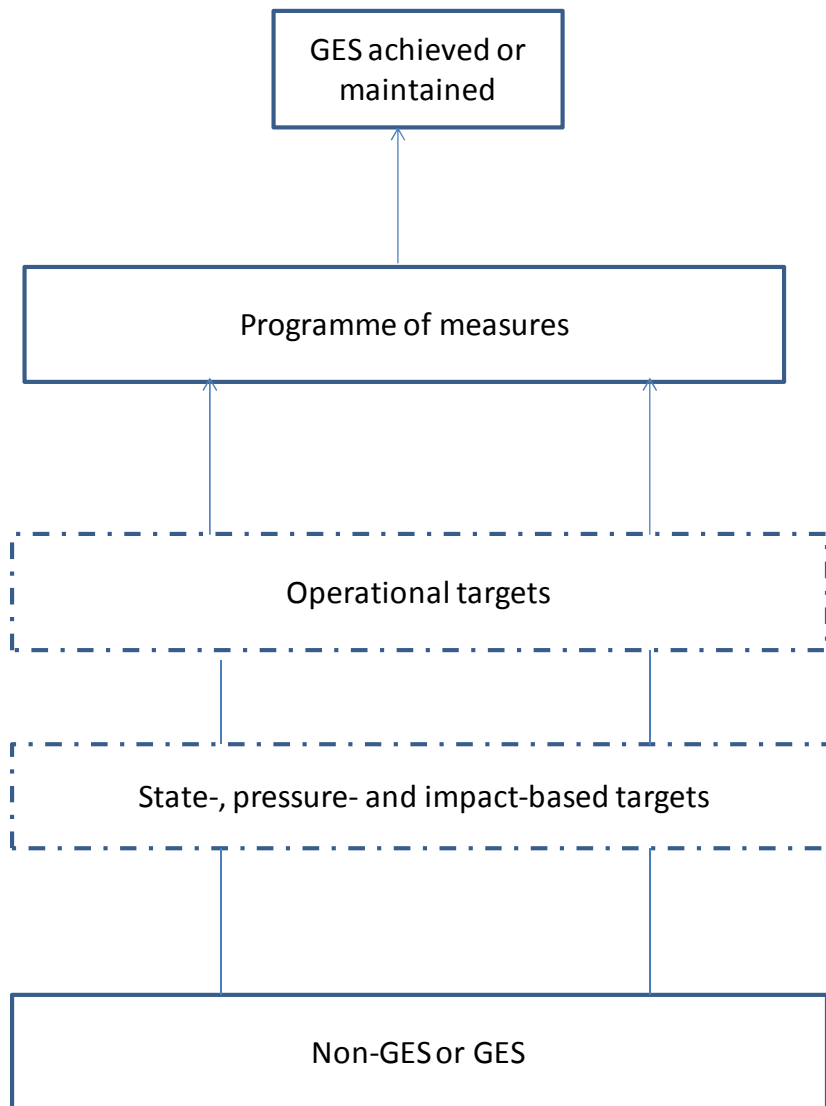 GES achieved or
maintained
Programme of measures
Operational targets
State-, pressure- and impact-based targets
Non-GES or GES